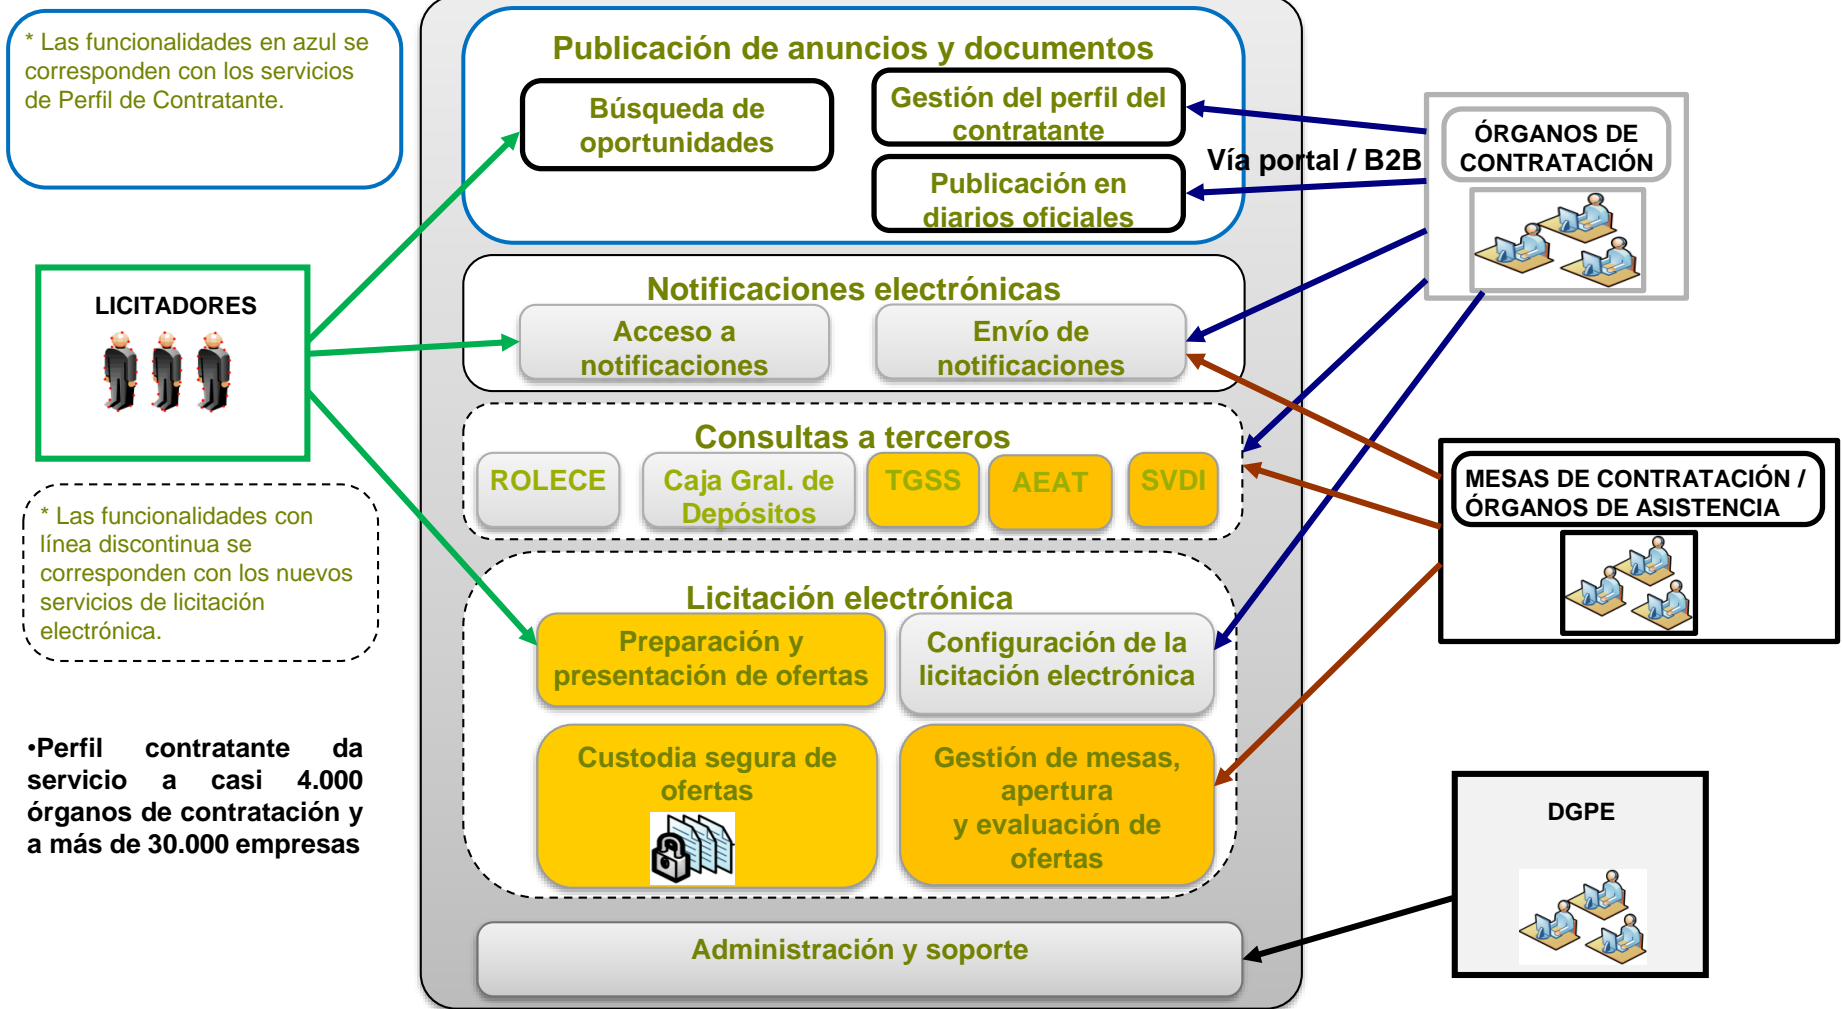 * Las funcionalidades en azul se
corresponden con los servicios
de Perfil de Contratante.
Publicación de anuncios y documentos
Búsqueda de
oportunidades
Gestión del perfil del
contratante
Publicación en
diarios oficiales
Vía portal / B2B
ÓRGANOS DE
CONTRATACIÓN
LICITADORES
Notificaciones electrónicas
Acceso a
notificaciones
Envío de
notificaciones
Consultas a terceros
ROLECE
Caja Gral. de
Depósitos
TGSS
AEAT
SVDI
MESAS DE CONTRATACIÓN /
ÓRGANOS DE ASISTENCIA
* Las funcionalidades con
línea discontinua se
corresponden con los nuevos
servicios de licitación
electrónica.
Licitación electrónica
Preparación y
presentación de ofertas
Configuración de la
licitación electrónica
Custodia segura de
ofertas
Gestión de mesas,
apertura
y evaluación de
ofertas
•Perfil contratante da
servicio a casi 4.000
órganos de contratación y
a más de 30.000 empresas
DGPE
Administración y soporte